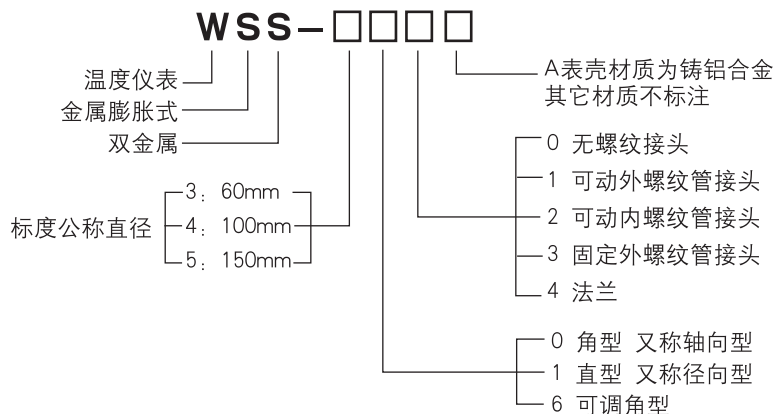 WSS-□□□□
温度仪表
金属膨胀式
双金属
A表壳材质为铸铝合金
其它材质不标注
标度公称直径
3：60mm
4：100mm
5：150mm
0 无螺纹接头
1 可动外螺纹管接头
2 可动内螺纹管接头
3 固定外螺纹管接头
4 法兰
0 角型 又称轴向型
1 直型 又称径向型
6 可调角型